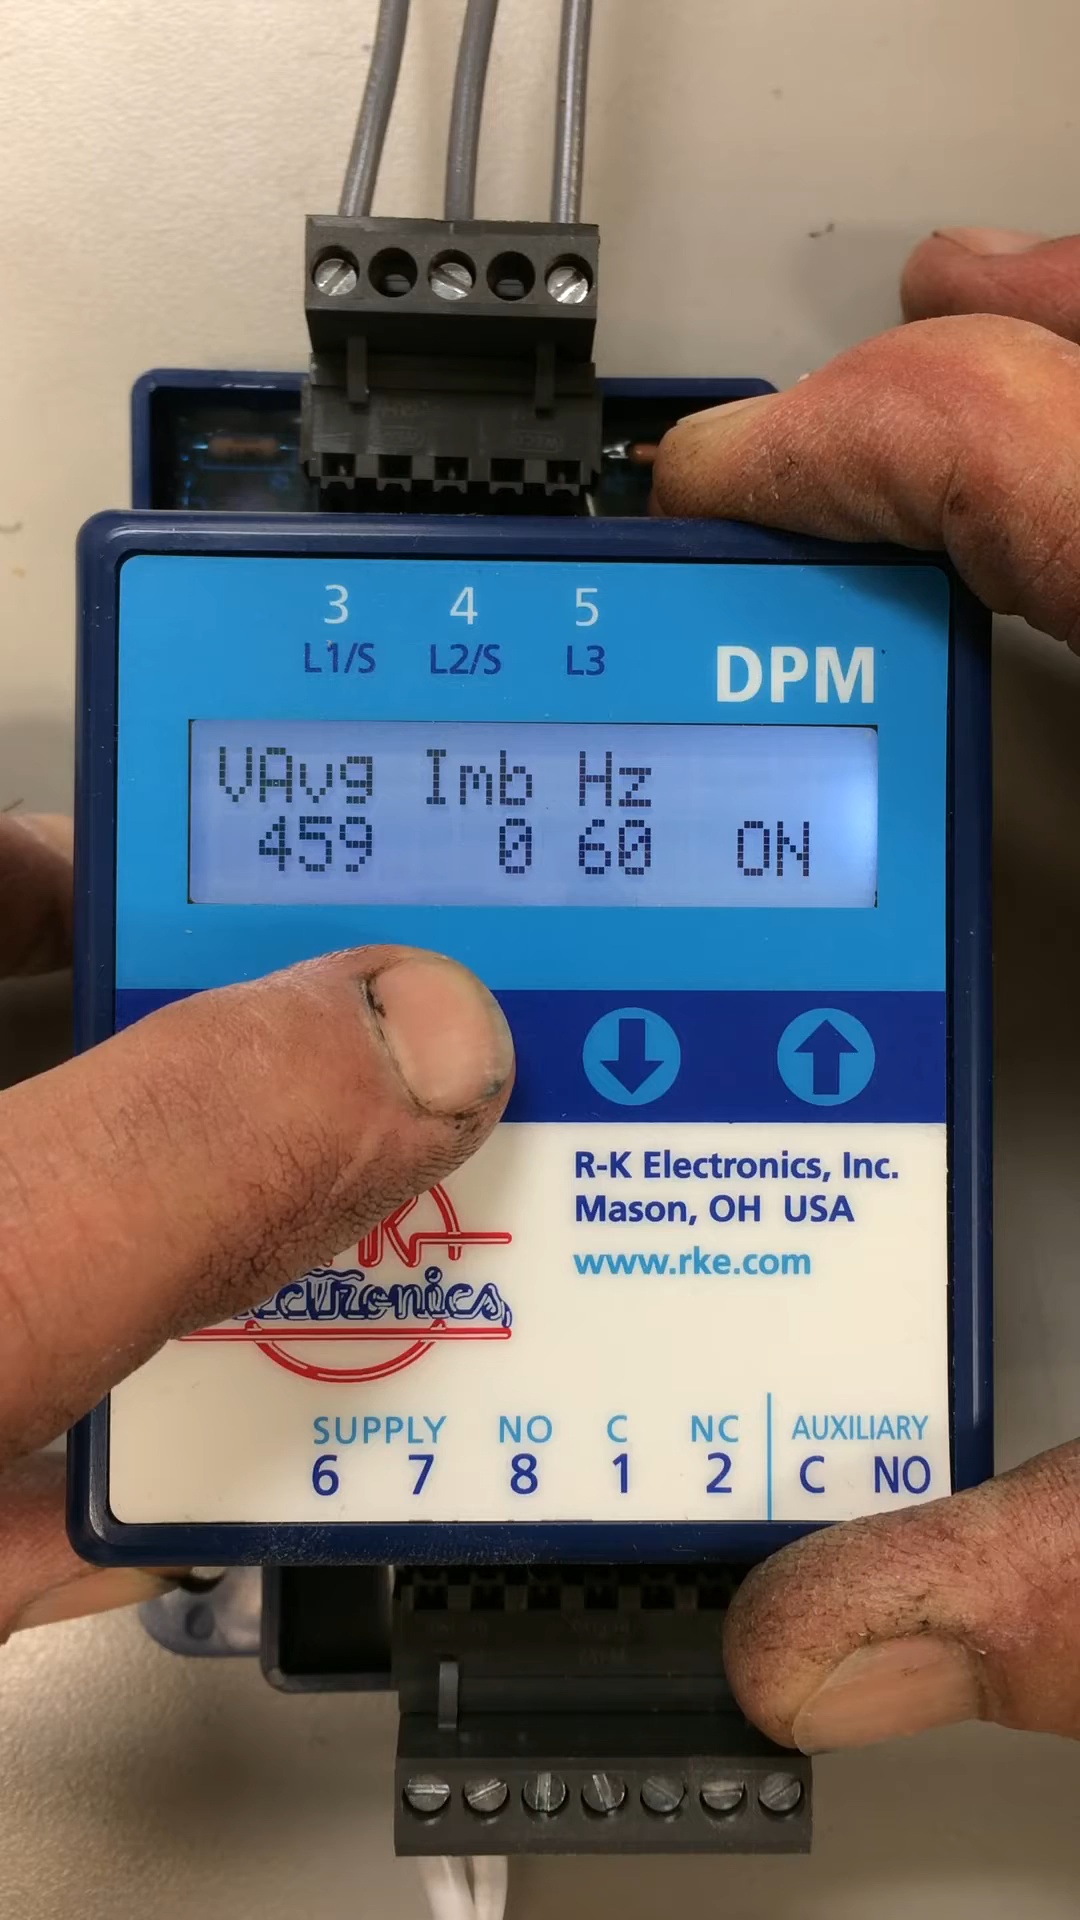 3 4 5
L1/S L2/S L3
DPM
VAvg Imb Hz
459 0 60 ON
R-K Electronics, Inc.
Mason, OH USA
www.rke.com
SUPPLY NO C NC AUXILIARY
6 7 8 1 2 C NO